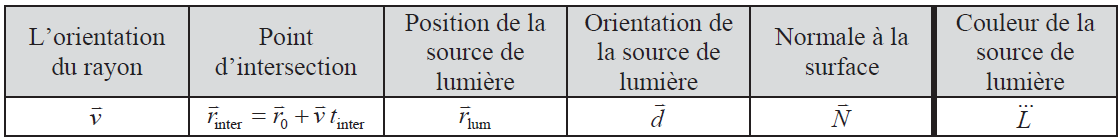 L’orientation du rayon
Point d’intersection
Position de la source de lumière
Orientation de la source de lumière
Normale à la surface
Couleur de la source de lumière
v⃗
r⃗inter = r⃗0 + v⃗ tinter
r⃗lum
d⃗
N⃗
L⃛